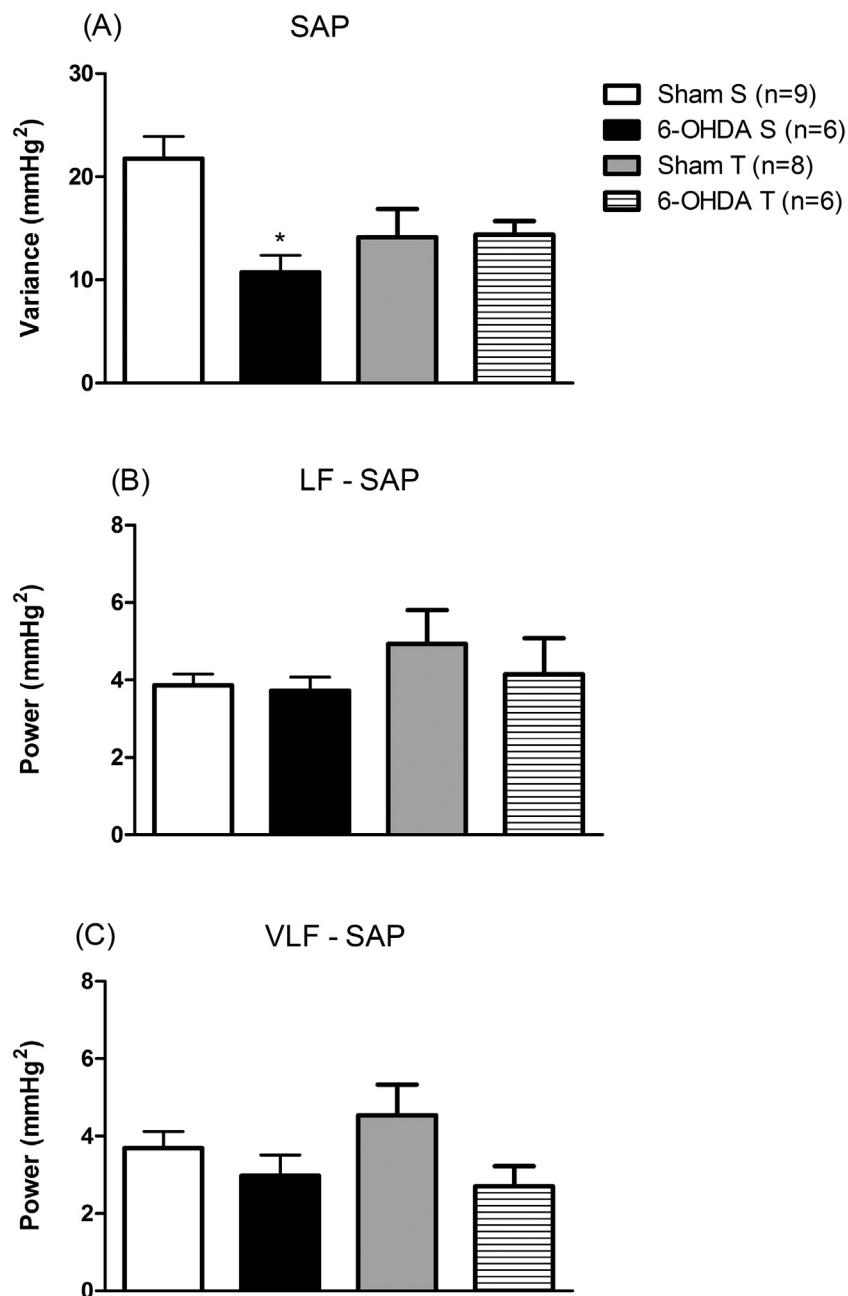 (A) SAP
30
20
10
0
Variance (mmHg²)
*
Sham S (n=9)
6-OHDA S (n=6)
Sham T (n=8)
6-OHDA T (n=6)
(B) LF - SAP
8
6
4
2
0
Power (mmHg²)
(C) VLF - SAP
8
6
4
2
0
Power (mmHg²)